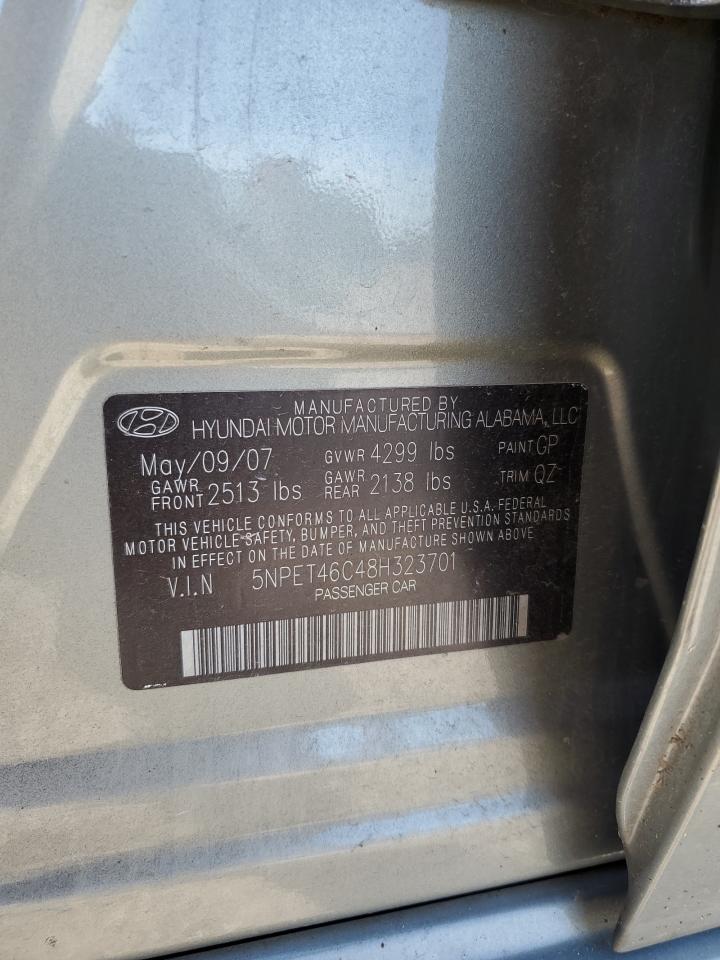 MANUFACTURED BY
HYUNDAI MOTOR MANUFACTURING ALABAMA, LLC
May/09/07 GVWR 4299 lbs PAINT GP
GAWR FRONT 2513 lbs GAWR REAR 2138 lbs TRIM QZ
THIS VEHICLE CONFORMS TO ALL APPLICABLE U.S.A. FEDERAL
MOTOR VEHICLE SAFETY, BUMPER, AND THEFT PREVENTION STANDARDS
IN EFFECT ON THE DATE OF MANUFACTURE SHOWN ABOVE
V.I.N 5NPET46C48H323701
PASSENGER CAR